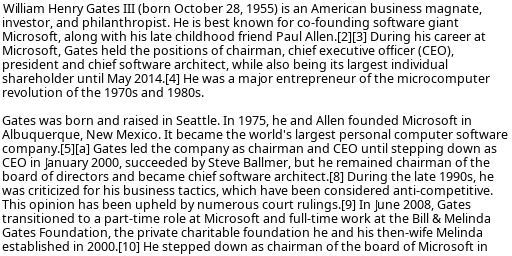 William Henry Gates III (born October 28, 1955) is an American business magnate,
investor, and philanthropist. He is best known for co-founding software giant
Microsoft, along with his late childhood friend Paul Allen.[2][3] During his career at
Microsoft, Gates held the positions of chairman, chief executive officer (CEO),
president and chief software architect, while also being its largest individual
shareholder until May 2014.[4] He was a major entrepreneur of the microcomputer
revolution of the 1970s and 1980s.

Gates was born and raised in Seattle. In 1975, he and Allen founded Microsoft in
Albuquerque, New Mexico. It became the world's largest personal computer software
company.[5][a] Gates led the company as chairman and CEO until stepping down as
CEO in January 2000, succeeded by Steve Ballmer, but he remained chairman of the
board of directors and became chief software architect.[8] During the late 1990s, he
was criticized for his business tactics, which have been considered anti-competitive.
This opinion has been upheld by numerous court rulings.[9] In June 2008, Gates
transitioned to a part-time role at Microsoft and full-time work at the Bill & Melinda
Gates Foundation, the private charitable foundation he and his then-wife Melinda
established in 2000.[10] He stepped down as chairman of the board of Microsoft in